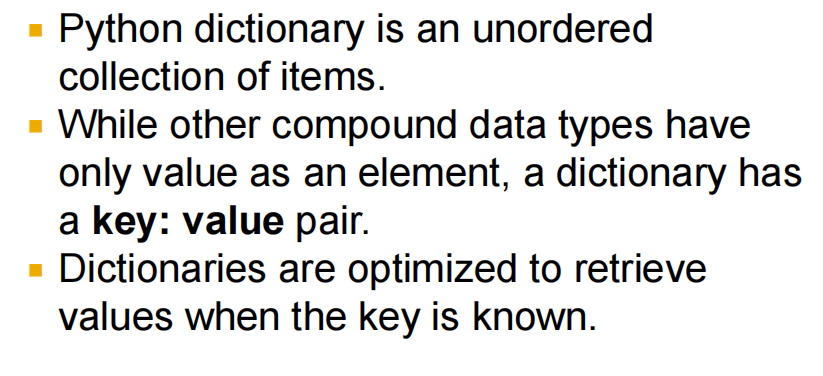 Python dictionary is an unordered
collection of items.
While other compound data types have
only value as an element, a dictionary has
a key: value pair.
Dictionaries are optimized to retrieve
values when the key is known.